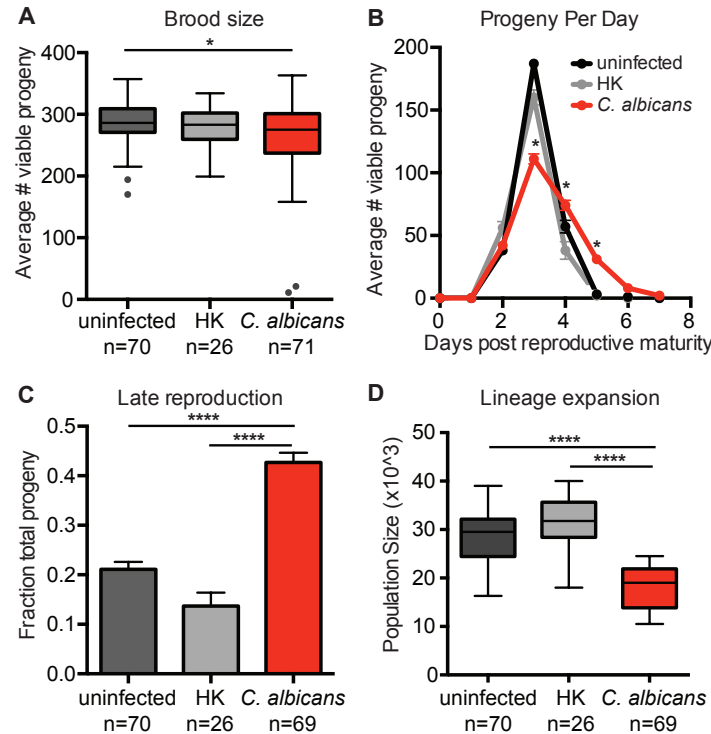 A
Brood size
*
Average # viable progeny
400
300
200
100
0
uninfected HK C. albicans
n=70 n=26 n=71
B
Progeny Per Day
Average # viable progeny
200
150
100
50
0
uninfected
HK
C. albicans
*
*
*
0 2 4 6 8
Days post reproductive maturity
C
Late reproduction
****
****
Fraction total progeny
0.5
0.4
0.3
0.2
0.1
0.0
uninfected HK C. albicans
n=70 n=26 n=69
D
Lineage expansion
****
****
Population Size (x10^3)
50
40
30
20
10
0
uninfected HK C. albicans
n=70 n=26 n=69